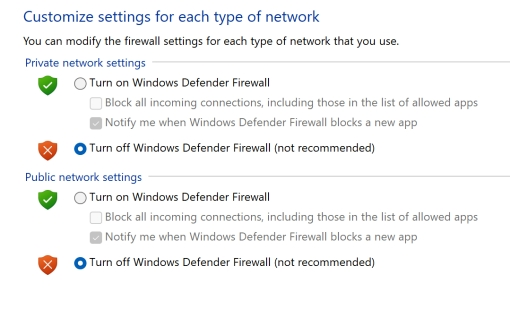 Customize settings for each type of network
You can modify the firewall settings for each type of network that you use.
Private network settings
Turn on Windows Defender Firewall
Block all incoming connections, including those in the list of allowed apps
Notify me when Windows Defender Firewall blocks a new app
Turn off Windows Defender Firewall (not recommended)
Public network settings
Turn on Windows Defender Firewall
Block all incoming connections, including those in the list of allowed apps
Notify me when Windows Defender Firewall blocks a new app
Turn off Windows Defender Firewall (not recommended)